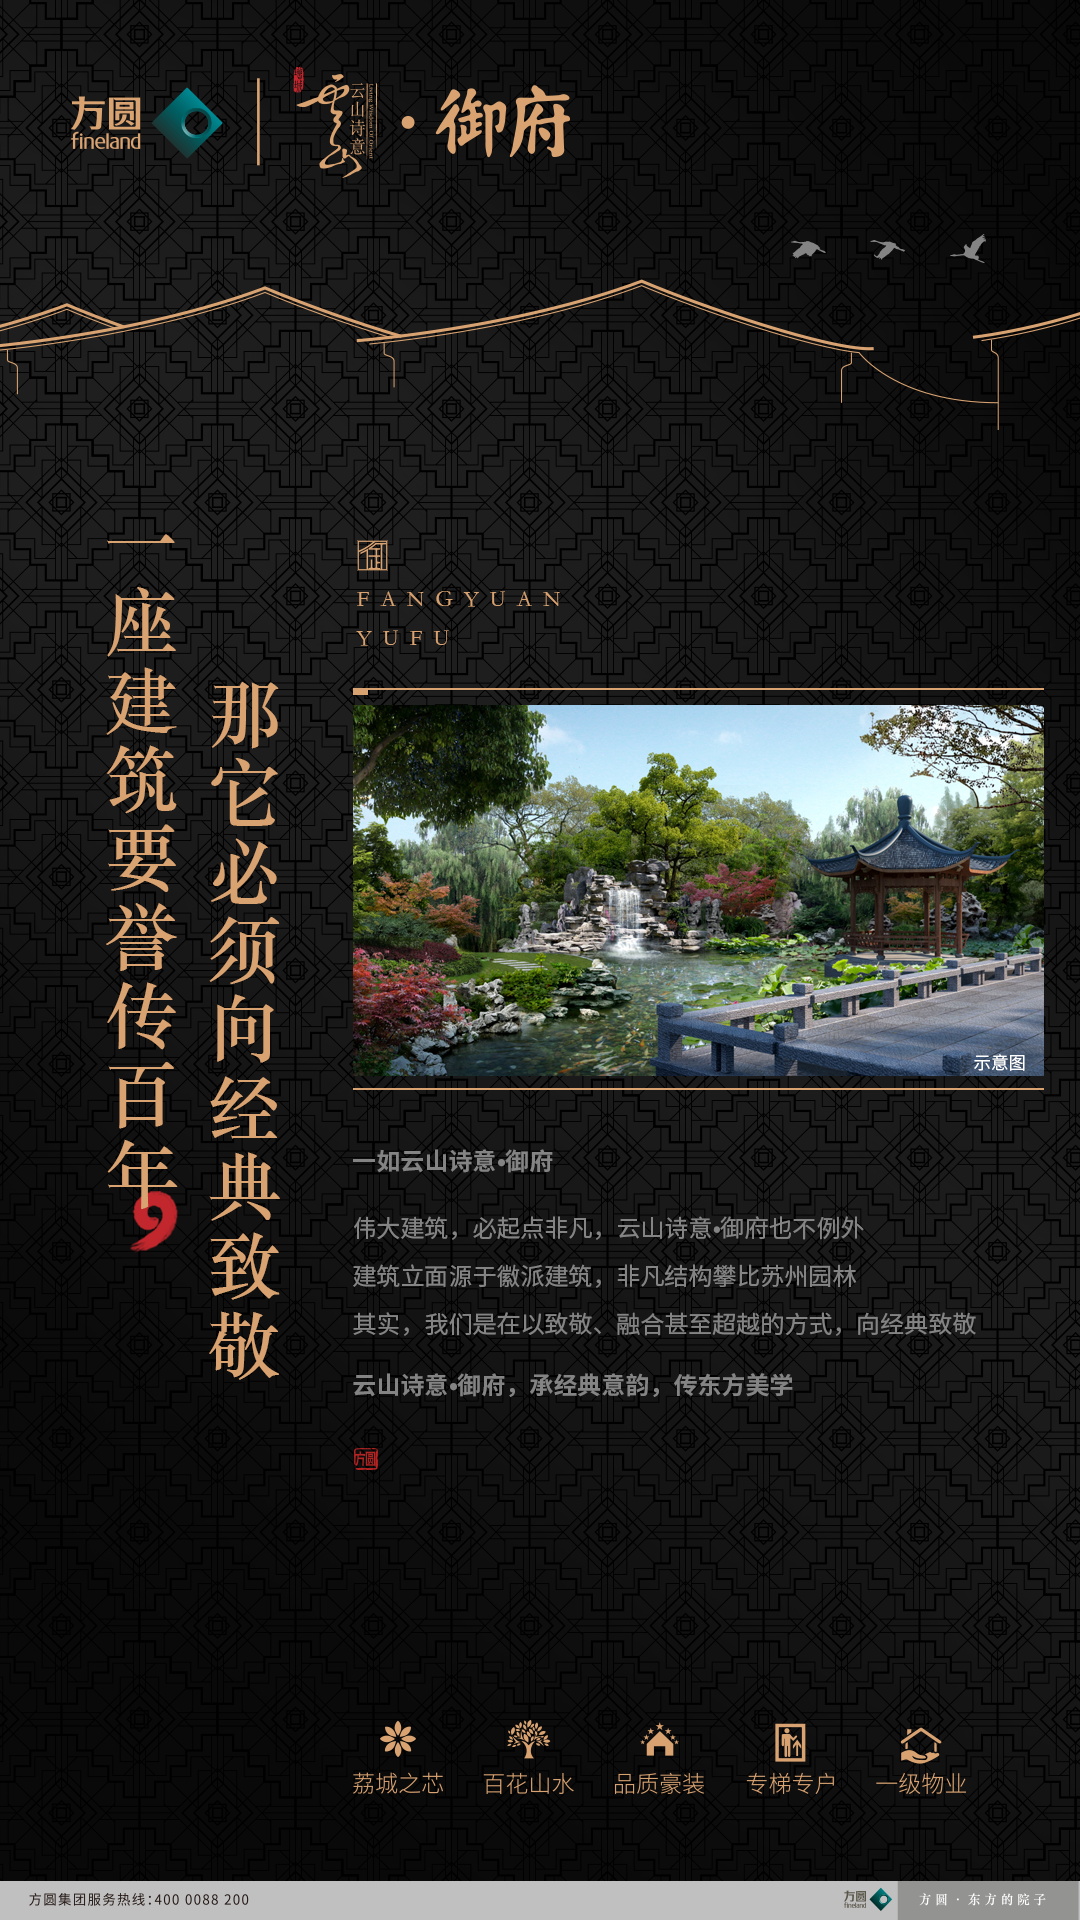 方圆
fineland
云山诗意
Living Wisdom Of Orient
雲山
·御府
一座建筑要誉传百年
那它必须向经典致敬
御
FANGYUAN
YUFU
示意图
一如云山诗意•御府
伟大建筑，必起点非凡，云山诗意•御府也不例外
建筑立面源于徽派建筑，非凡结构攀比苏州园林
其实，我们是在以致敬、融合甚至超越的方式，向经典致敬
云山诗意•御府，承经典意韵，传东方美学
方圆
荔城之芯
百花山水
品质豪装
专梯专户
一级物业
方圆集团服务热线:400 0088 200
方圆
fineland
方圆·东方的院子